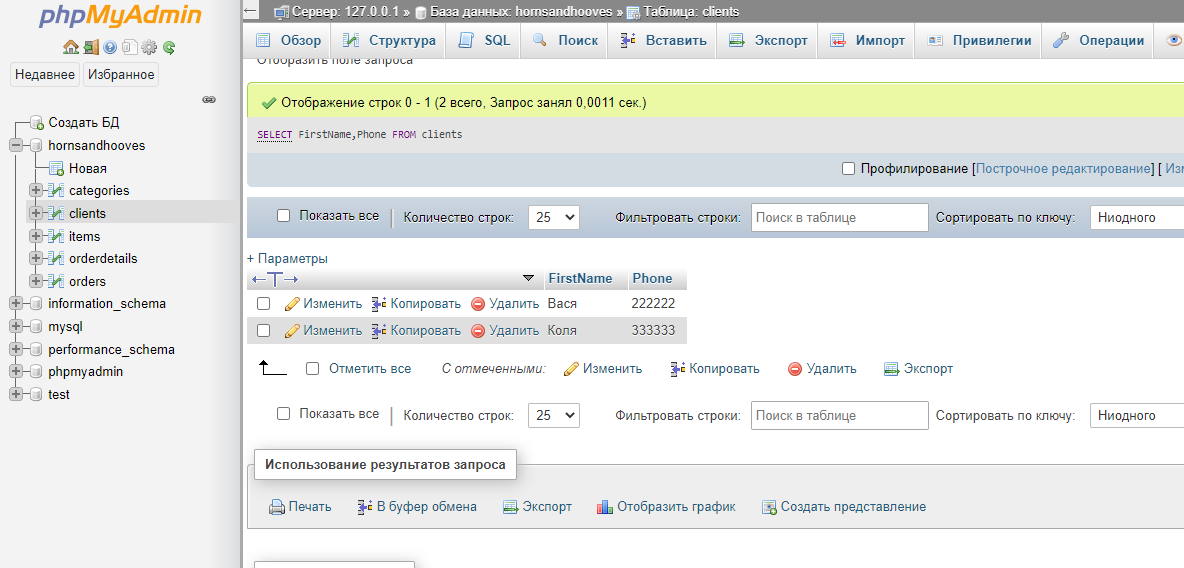 phpMyAdmin
Недавнее Избранное
Создать БД
hornsandhooves
Новая
categories
clients
items
orderdetails
orders
information_schema
mysql
performance_schema
phpmyadmin
test
Сервер: 127.0.0.1 » База данных: hornsandhooves » Таблица: clients
Обзор Структура SQL Поиск Вставить Экспорт Импорт Привилегии Операции
Отобразить поле запроса
Отображение строк 0 - 1 (2 всего, Запрос занял 0,0011 сек.)
SELECT FirstName,Phone FROM clients
Профилирование [Построчное редактирование] [ Изм
Показать все | Количество строк: 25 Фильтровать строки: Поиск в таблице Сортировать по ключу: Ниодного
+ Параметры
←T→ FirstName Phone
Изменить Копировать Удалить Вася 222222
Изменить Копировать Удалить Коля 333333
Отметить все С отмеченными: Изменить Копировать Удалить Экспорт
Показать все | Количество строк: 25 Фильтровать строки: Поиск в таблице Сортировать по ключу: Ниодного
Использование результатов запроса
Печать В буфер обмена Экспорт Отобразить график Создать представление